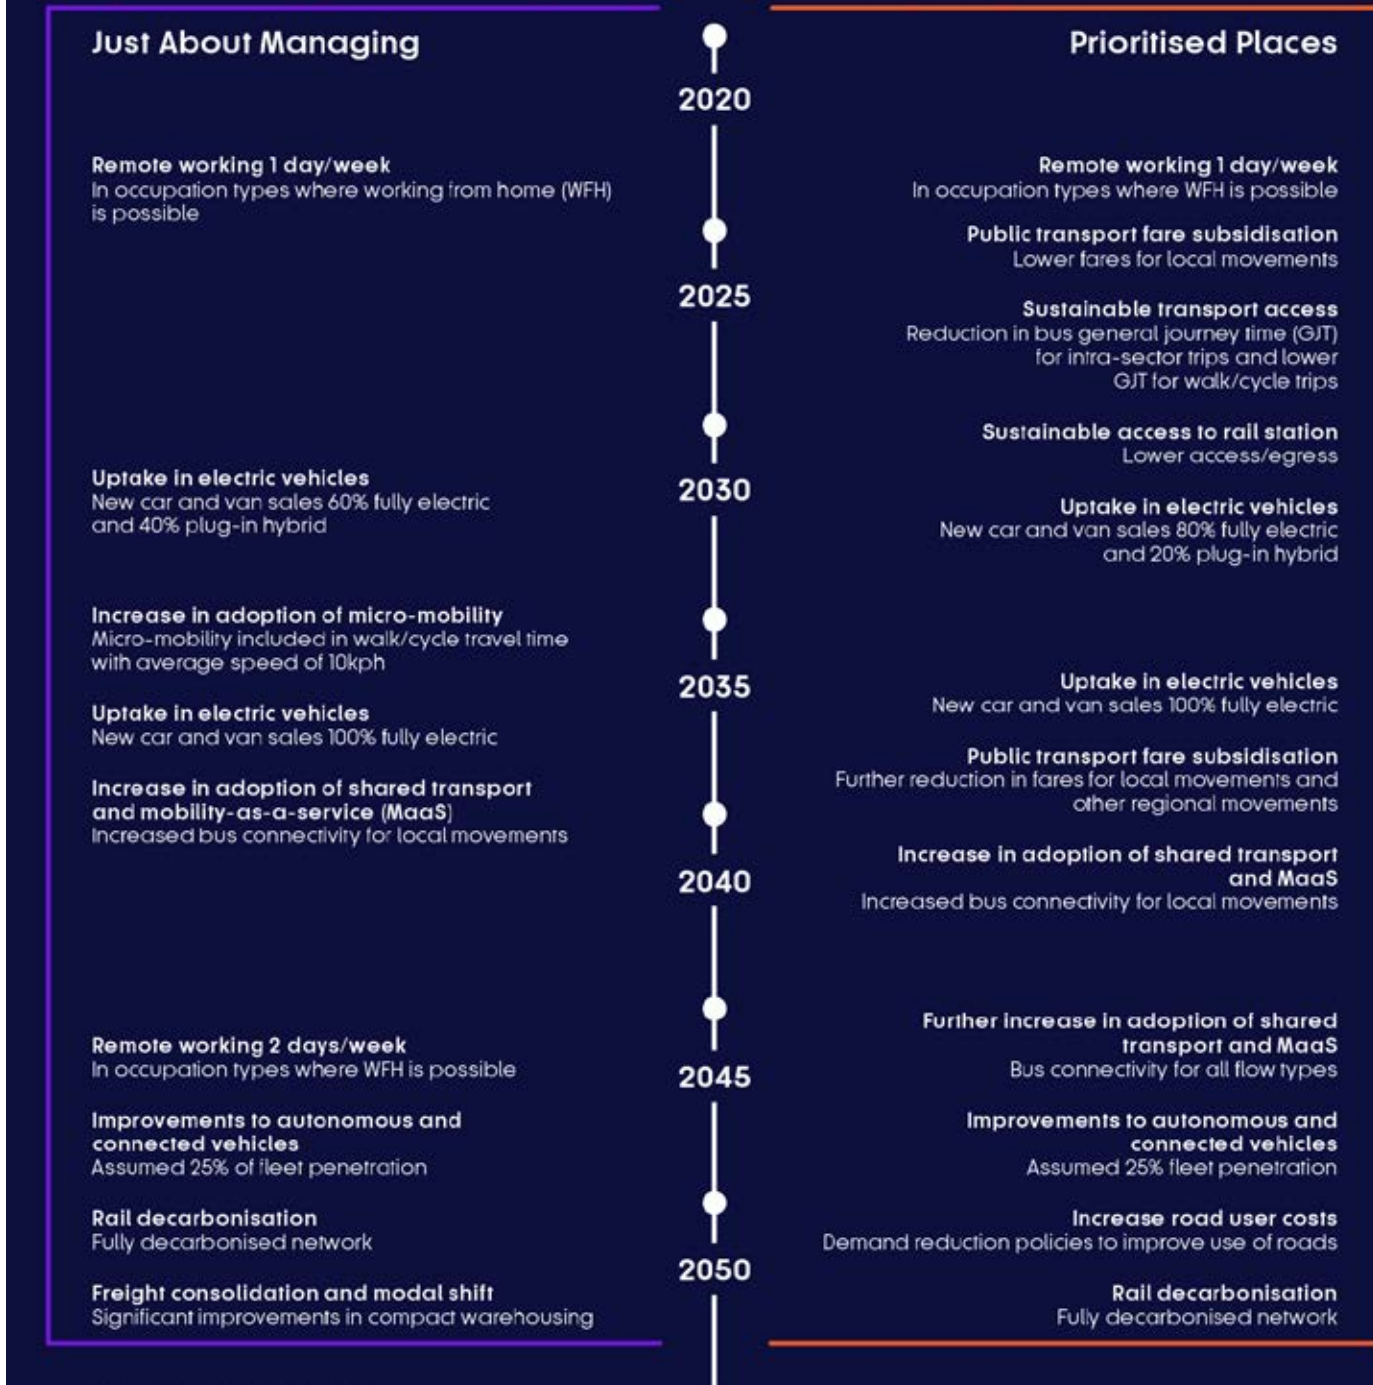 Just About Managing
Remote working 1 day/week
In occupation types where working from home (WFH)
is possible
Uptake in electric vehicles
New car and van sales 60% fully electric
and 40% plug-in hybrid
Increase in adoption of micro-mobility
Micro-mobility included in walk/cycle travel time
with average speed of 10kph
Uptake in electric vehicles
New car and van sales 100% fully electric
Increase in adoption of shared transport
and mobility-as-a-service (MaaS)
Increased bus connectivity for local movements
Remote working 2 days/week
In occupation types where WFH is possible
Improvements to autonomous and
connected vehicles
Assumed 25% of fleet penetration
Rail decarbonisation
Fully decarbonised network
Freight consolidation and modal shift
Significant improvements in compact warehousing
2020
2025
2030
2035
2040
2045
2050
Prioritised Places
Remote working 1 day/week
In occupation types where WFH is possible
Public transport fare subsidisation
Lower fares for local movements
Sustainable transport access
Reduction in bus general journey time (GJT)
for intra-sector trips and lower
GJT for walk/cycle trips
Sustainable access to rail station
Lower access/egress
Uptake in electric vehicles
New car and van sales 80% fully electric
and 20% plug-in hybrid
Uptake in electric vehicles
New car and van sales 100% fully electric
Public transport fare subsidisation
Further reduction in fares for local movements and
other regional movements
Increase in adoption of shared transport
and MaaS
Increased bus connectivity for local movements
Further increase in adoption of shared
transport and MaaS
Bus connectivity for all flow types
Improvements to autonomous and
connected vehicles
Assumed 25% fleet penetration
Increase road user costs
Demand reduction policies to improve use of roads
Rail decarbonisation
Fully decarbonised network